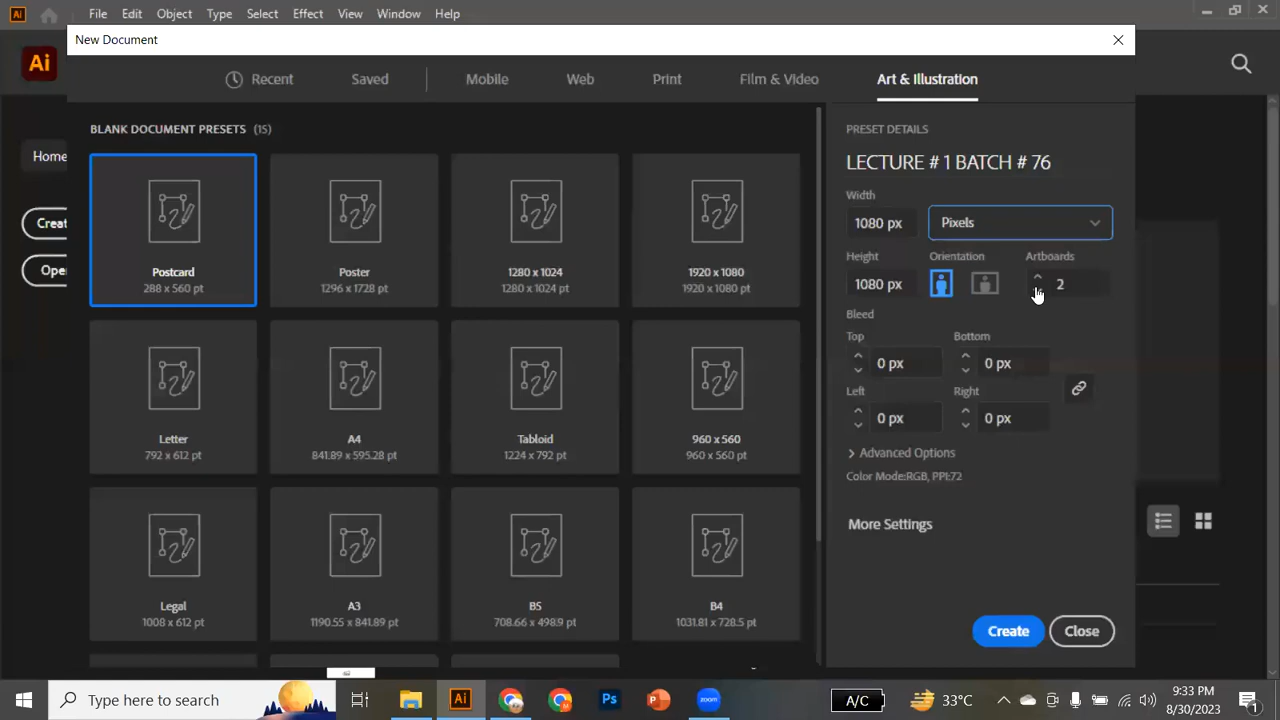 Ai File Edit Object Type Select Effect View Window Help
New Document
Ai
Recent Saved Mobile Web Print Film & Video Art & Illustration
BLANK DOCUMENT PRESETS (15)
PRESET DETAILS
LECTURE # 1 BATCH # 76
Home
Width
Creat
1080 px Pixels
Height Orientation Artboards
Ope
Postcard Poster 1280 x 1024 1920 x 1080
288 x 560 pt 1296 x 1728 pt 1280 x 1024 pt 1920 x 1080 pt
1080 px 2
Bleed
Top Bottom
0 px 0 px
Left Right
0 px 0 px
Letter A4 Tabloid 960 x 560
792 x 612 pt 841.89 x 595.28 pt 1224 x 792 pt 960 x 560 pt
Advanced Options
Color Mode:RGB, PPI:72
More Settings
Legal A3 B5 B4
1008 x 612 pt 1190.55 x 841.89 pt 708.66 x 498.9 pt 1031.81 x 728.5 pt
Create Close
Type here to search Ai Ps zoom A/C 33°C 9:33 PM
8/30/2023 1